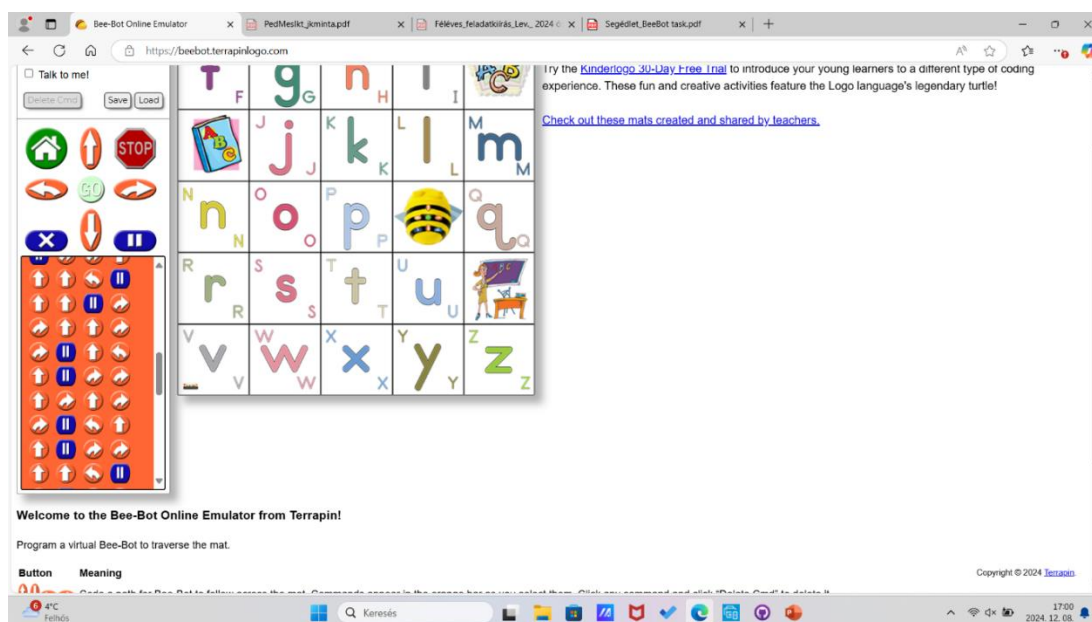 Bee-Bot Online Emulator
PedMeslkt_jkminta.pdf
Féléves_feladatkiírás_Lev._ 2024
Segédlet_BeeBot task.pdf
https://beebot.terrapinlogo.com
Talk to me!
Delete Cmd Save Load
STOP
GO
Try the Kinderlogo 30-Day Free Trial to introduce your young learners to a different type of coding
experience. These fun and creative activities feature the Logo language's legendary turtle!
Check out these mats created and shared by teachers.
F g G n H I ABC
ABC J j J K k K L l L M m M
N n N O o O P p P Q q Q
R r R S s S T t T U u U
V v V W w W X x X Y y Y Z z Z
Welcome to the Bee-Bot Online Emulator from Terrapin!
Program a virtual Bee-Bot to traverse the mat.
Button Meaning
Copyright © 2024 Terrapin.
6
4°C
Felhős
Keresés
17:00
2024. 12. 08.